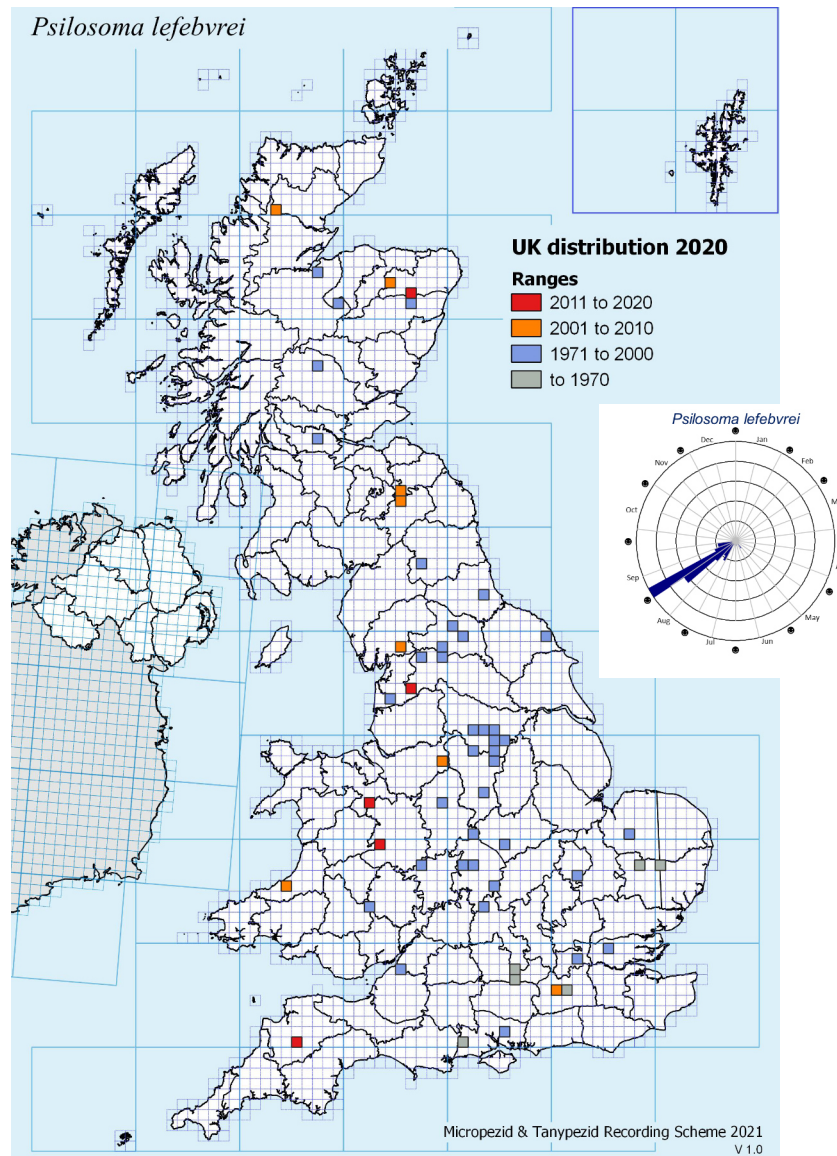 Psilosoma lefebvrei
UK distribution 2020
Ranges
2011 to 2020
2001 to 2010
1971 to 2000
to 1970
Psilosoma lefebvrei
Dec
Jan
Nov
Feb
Oct
M
Sep
A
Aug
May
Jul
Jun
Micropezid & Tanypezid Recording Scheme 2021
V 1.0